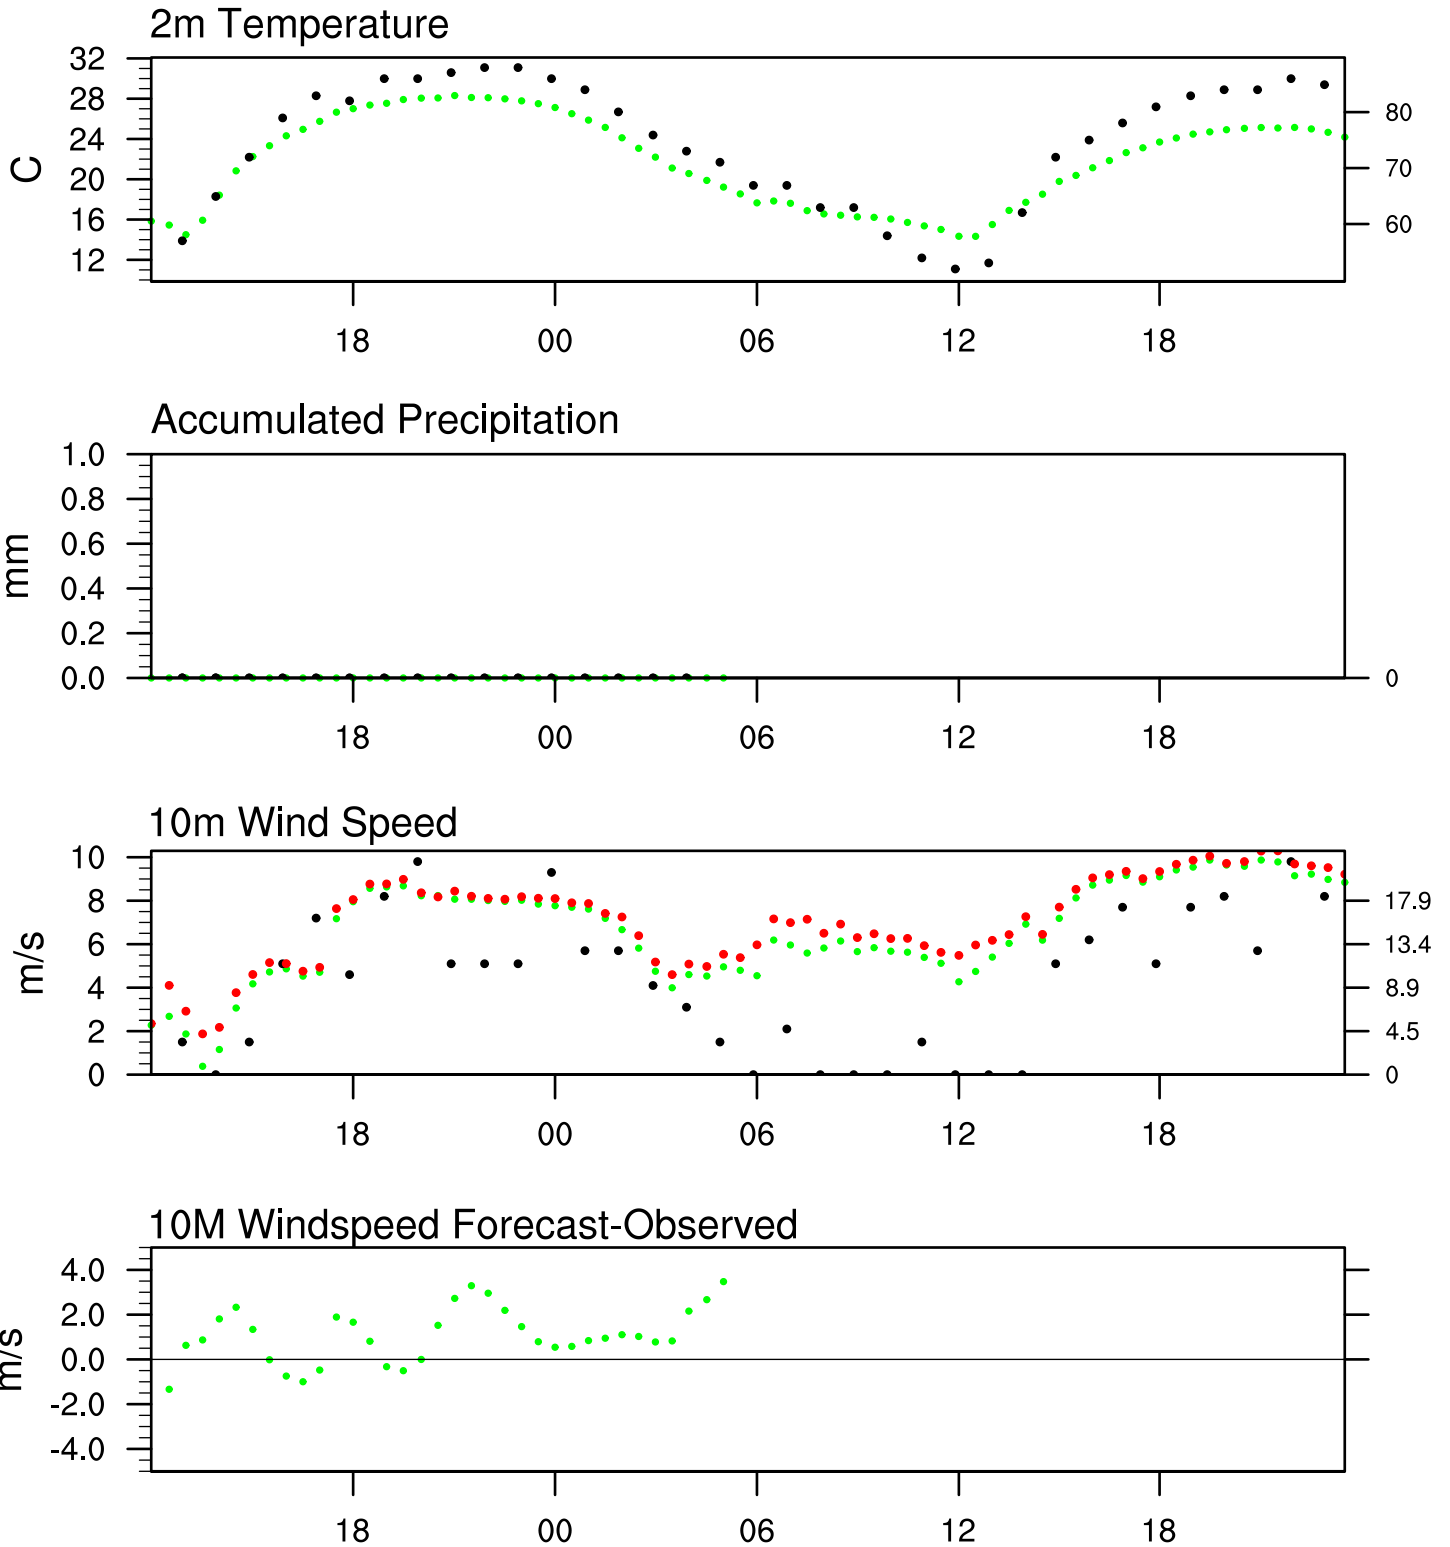 2m Temperature
32
28
24
20
16
12
C
80
70
60
18 00 06 12 18
Accumulated Precipitation
1.0
0.8
0.6
0.4
0.2
0.0
mm
0
18 00 06 12 18
10m Wind Speed
10
8
6
4
2
0
m/s
17.9
13.4
8.9
4.5
0
18 00 06 12 18
10M Windspeed Forecast-Observed
4.0
2.0
0.0
-2.0
-4.0
m/s
18 00 06 12 18